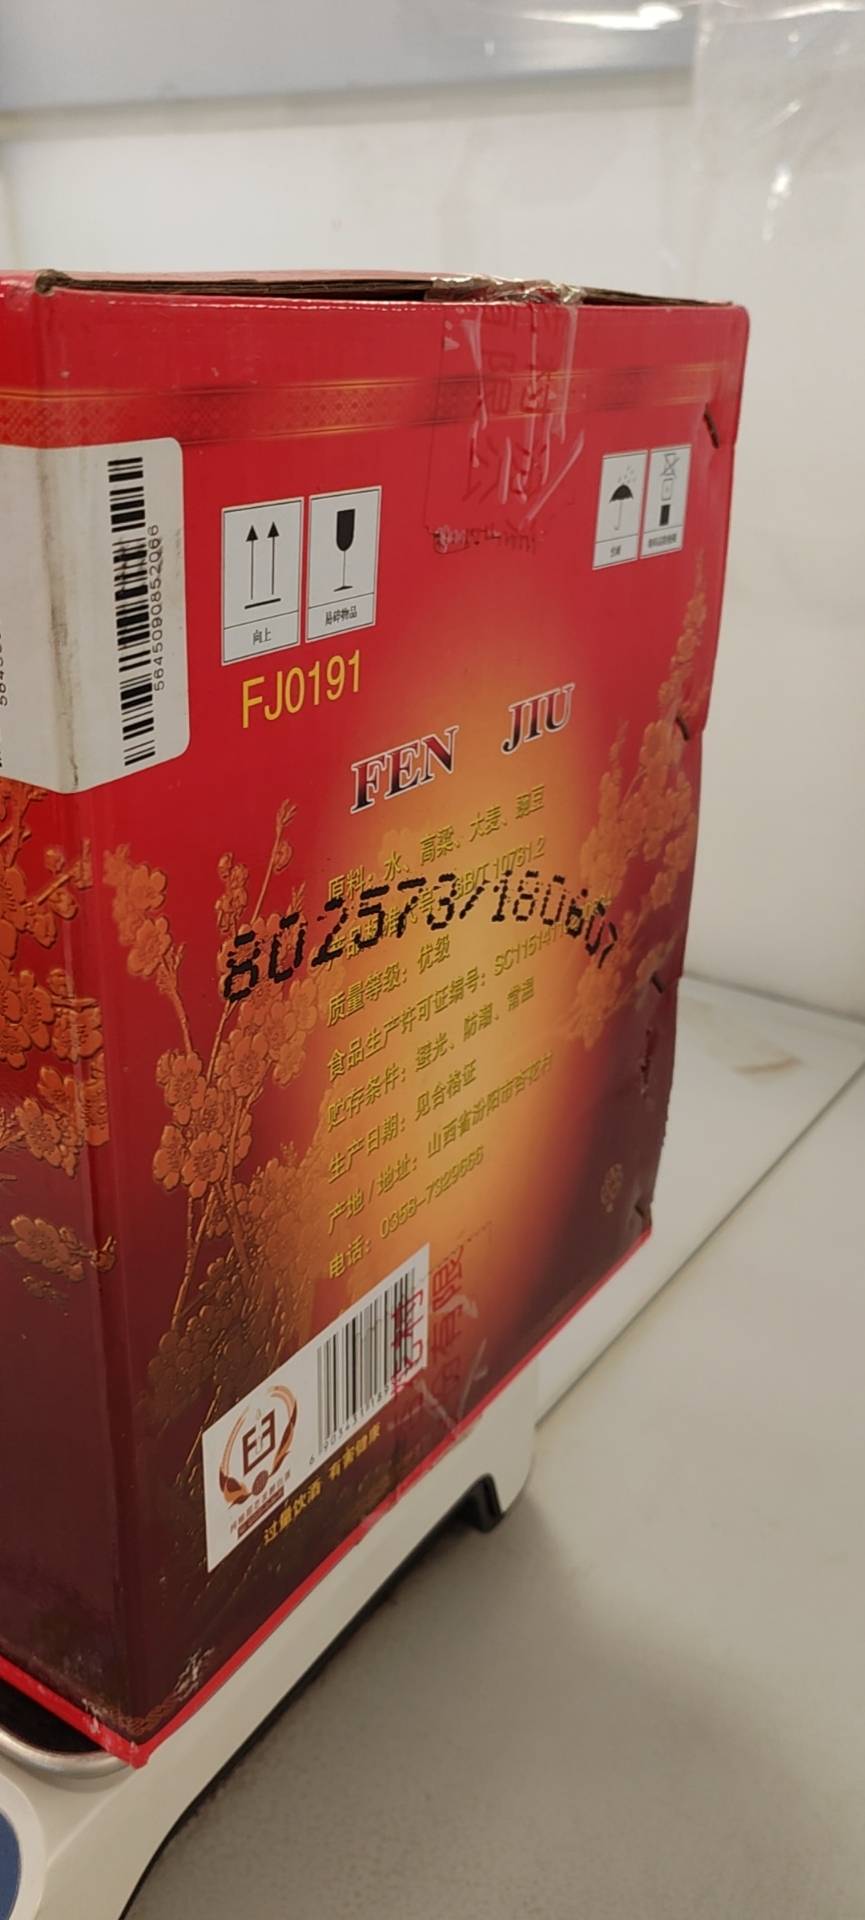 5645090852066
向上
易碎物品
FJ0191
FEN JIU
原料：水、高粱、大麦、豌豆
GB/T 10781.2
802573/180607
质量等级：优级
食品生产许可证编号：SC11514
贮存条件：避光、防潮、常温
生产日期：见合格证
产地/地址：山西省汾阳市杏花村
电话：0358-7329666
过量饮酒 有害健康